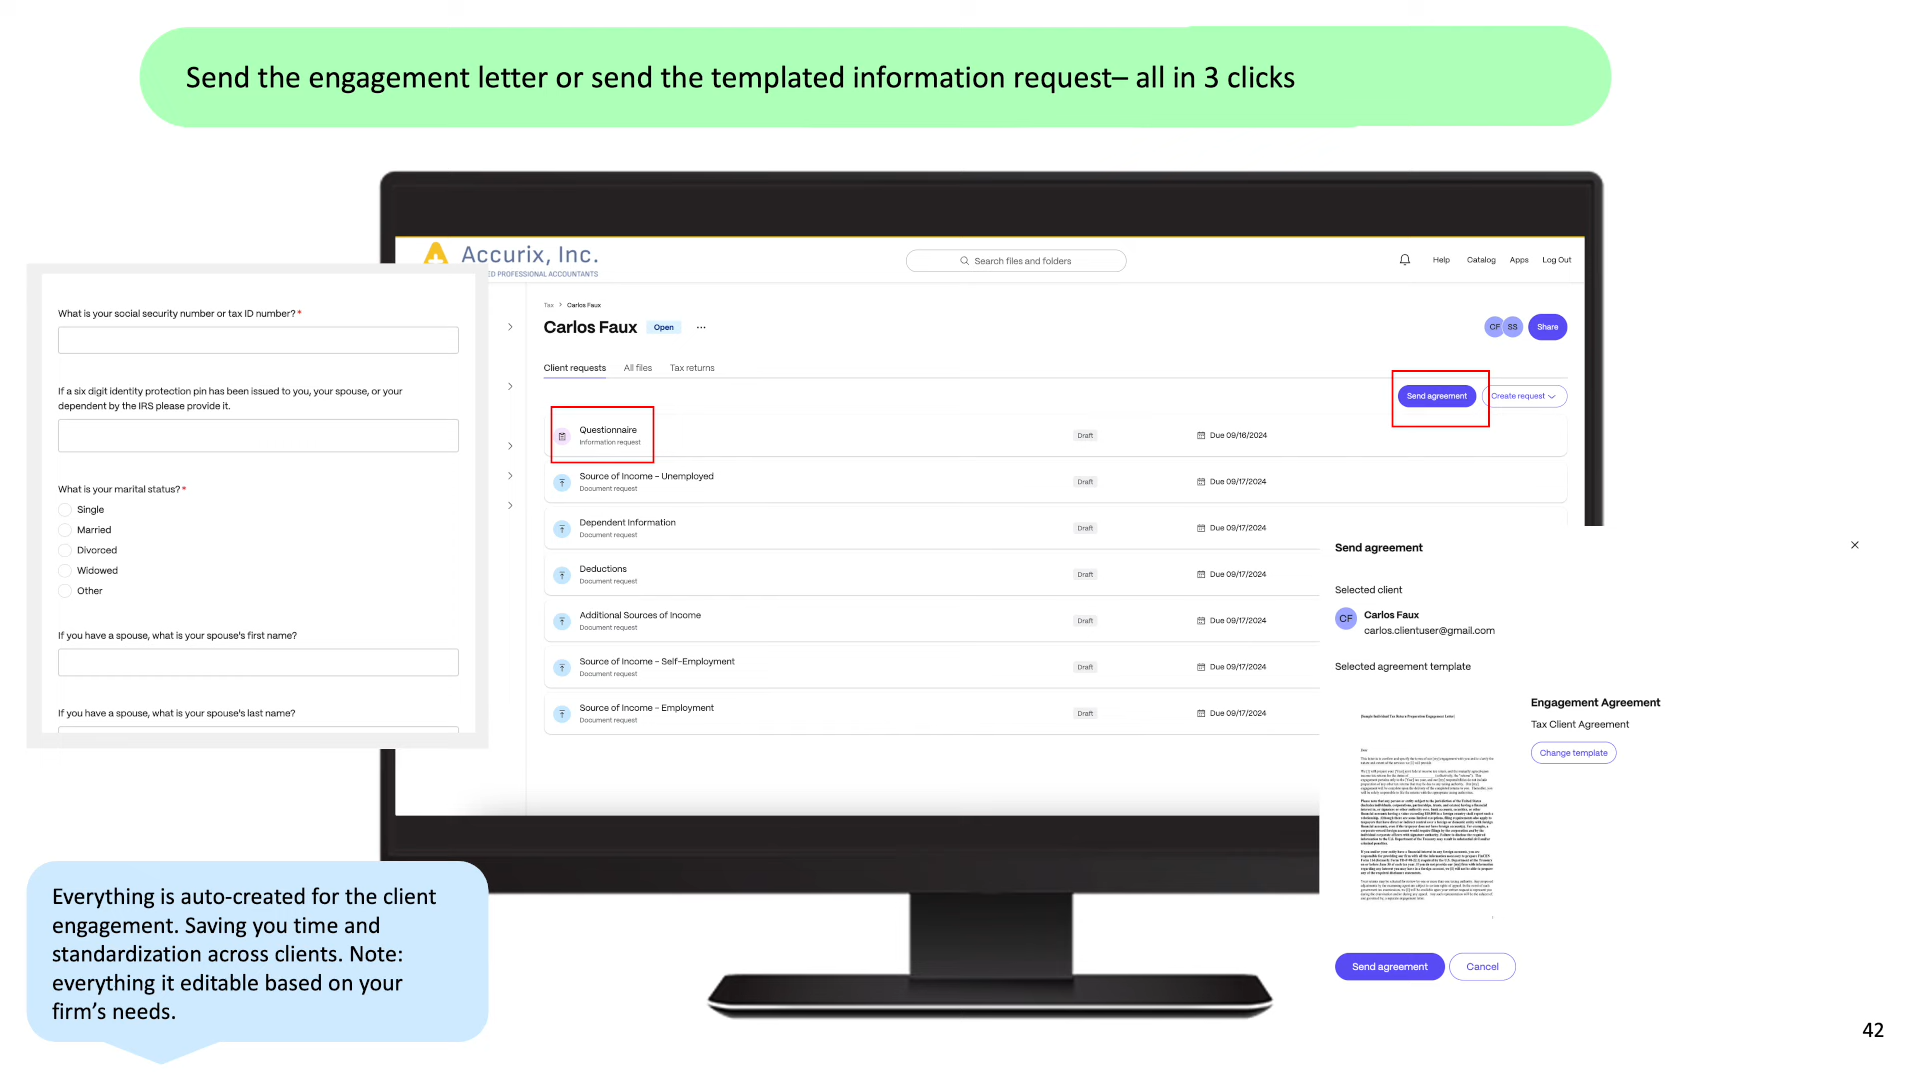 Send the engagement letter or send the templated information request– all in 3 clicks
Accurix, Inc.
ED PROFESSIONAL ACCOUNTANTS
Search files and folders
Help
Catalog
Apps
Log Out
Tax > Carlos Faux
Carlos Faux
Open
...
CF
SS
Share
Client requests
All files
Tax returns
Send agreement
Create request
Questionnaire
Information request
Draft
Due 09/16/2024
Source of Income – Unemployed
Document request
Draft
Due 09/17/2024
Dependent Information
Document request
Draft
Due 09/17/2024
Deductions
Document request
Draft
Due 09/17/2024
Additional Sources of Income
Document request
Draft
Due 09/17/2024
Source of Income – Self-Employment
Document request
Draft
Due 09/17/2024
Source of Income – Employment
Document request
Draft
Due 09/17/2024
What is your social security number or tax ID number? *
If a six digit identity protection pin has been issued to you, your spouse, or your
dependent by the IRS please provide it.
What is your marital status? *
Single
Married
Divorced
Widowed
Other
If you have a spouse, what is your spouse's first name?
If you have a spouse, what is your spouse's last name?
Send agreement
Selected client
CF
Carlos Faux
carlos.clientuser@gmail.com
Selected agreement template
[Sample Individual Tax Return Preparation Engagement Letter]
Engagement Agreement
Tax Client Agreement
Change template
Send agreement
Cancel
Everything is auto-created for the client
engagement. Saving you time and
standardization across clients. Note:
everything it editable based on your
firm’s needs.
42